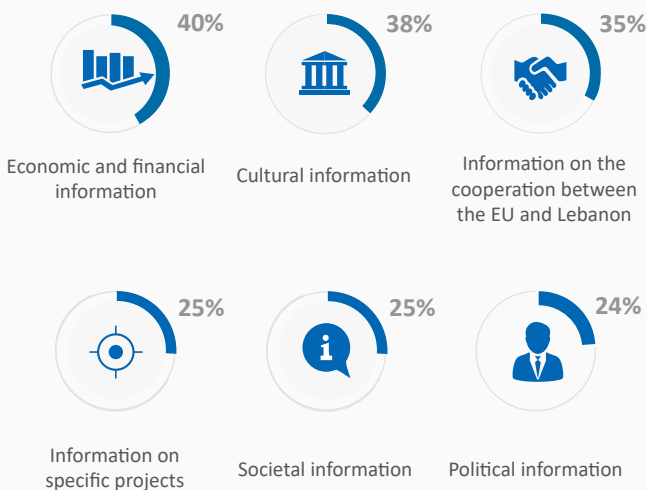 40%
Economic and financial
information
38%
Cultural information
35%
Information on the
cooperation between
the EU and Lebanon
25%
Information on
specific projects
25%
i
Societal information
24%
Political information